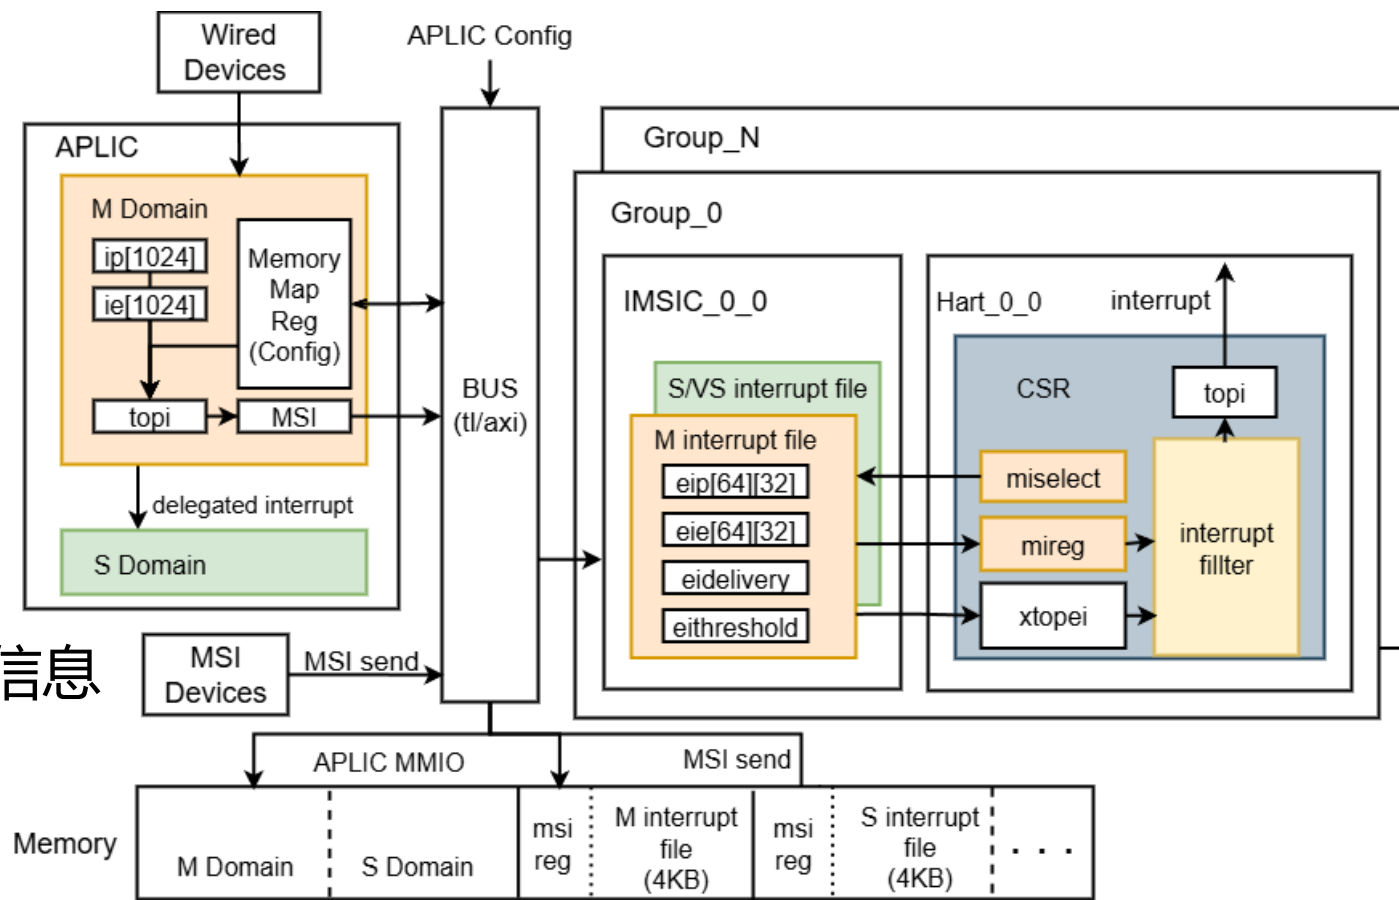 Wired
Devices
APLIC Config
APLIC
M Domain
ip[1024]
ie[1024]
Memory
Map
Reg
(Config)
topi
MSI
delegated interrupt
S Domain
信息
MSI
Devices
MSI send
BUS
(tl/axi)
Group_N
Group_0
IMSIC_0_0
S/VS interrupt file
M interrupt file
eip[64][32]
eie[64][32]
eidelivery
eithreshold
Hart_0_0
interrupt
CSR
topi
miselect
mireg
xtopei
interrupt
fillter
APLIC MMIO
MSI send
Memory
M Domain
S Domain
msi
reg
M interrupt
file
(4KB)
msi
reg
S interrupt
file
(4KB)
. . .